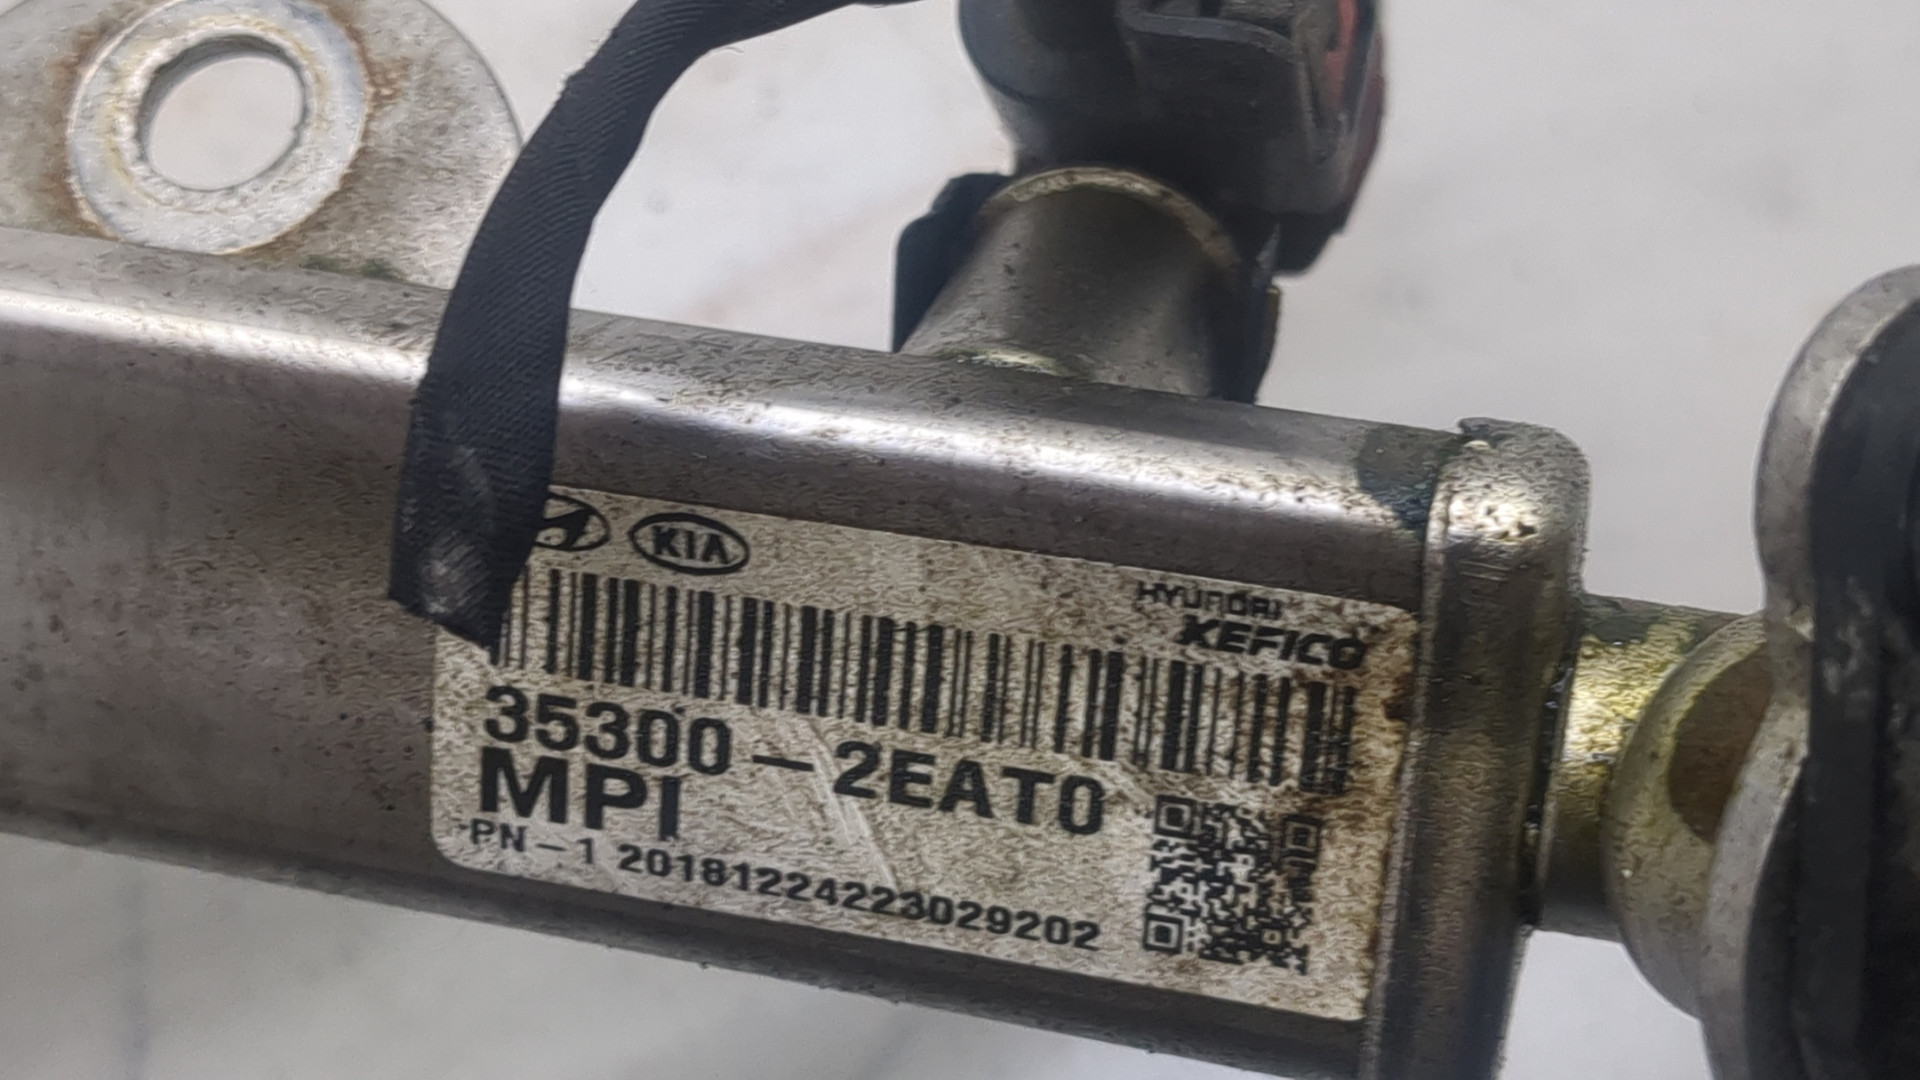 KIA
HYUNDAI
KEFICO
35300-2EAT0
MPI
PN-1 20181224223029202